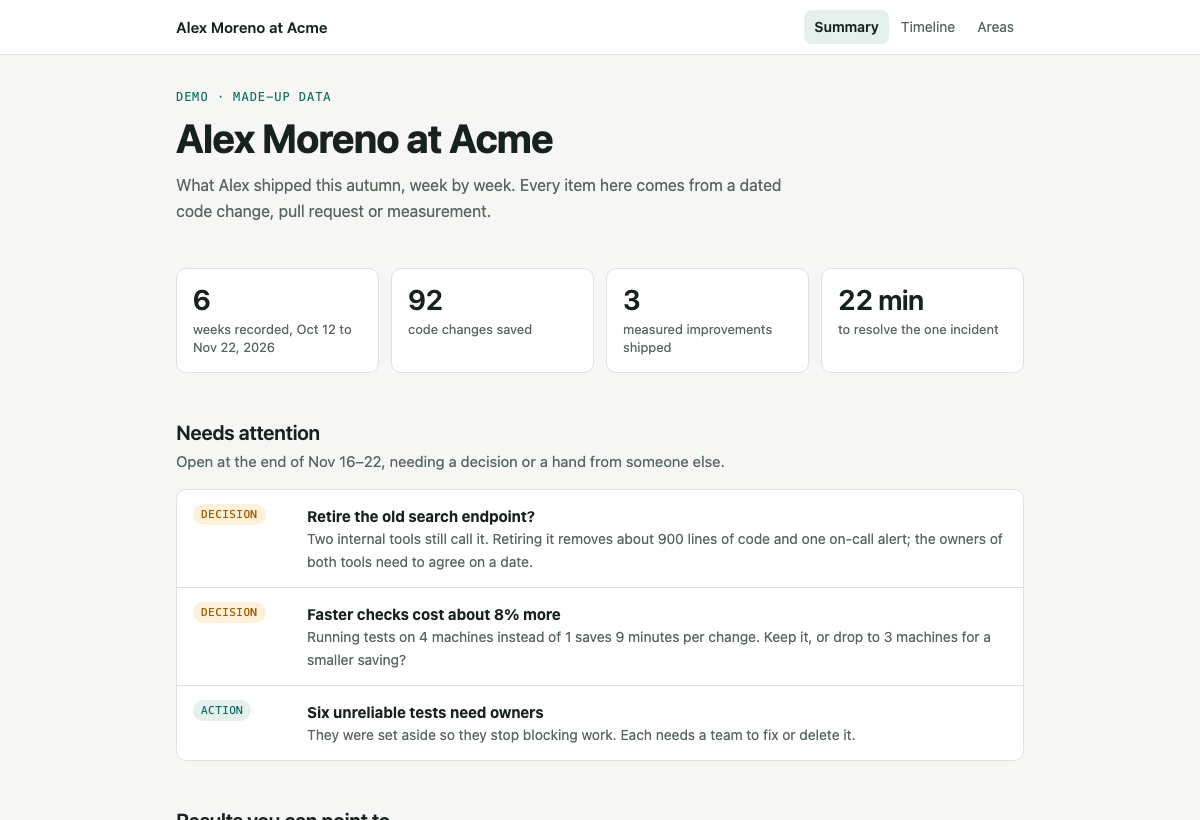 Alex Moreno at Acme
Summary
Timeline
Areas
DEMO · MADE-UP DATA
Alex Moreno at Acme
What Alex shipped this autumn, week by week. Every item here comes from a dated
code change, pull request or measurement.
6
weeks recorded, Oct 12 to
Nov 22, 2026
92
code changes saved
3
measured improvements
shipped
22 min
to resolve the one incident
Needs attention
Open at the end of Nov 16–22, needing a decision or a hand from someone else.
DECISION
Retire the old search endpoint?
Two internal tools still call it. Retiring it removes about 900 lines of code and one on-call alert; the owners of
both tools need to agree on a date.
DECISION
Faster checks cost about 8% more
Running tests on 4 machines instead of 1 saves 9 minutes per change. Keep it, or drop to 3 machines for a
smaller saving?
ACTION
Six unreliable tests need owners
They were set aside so they stop blocking work. Each needs a team to fix or delete it.
Results you can point to